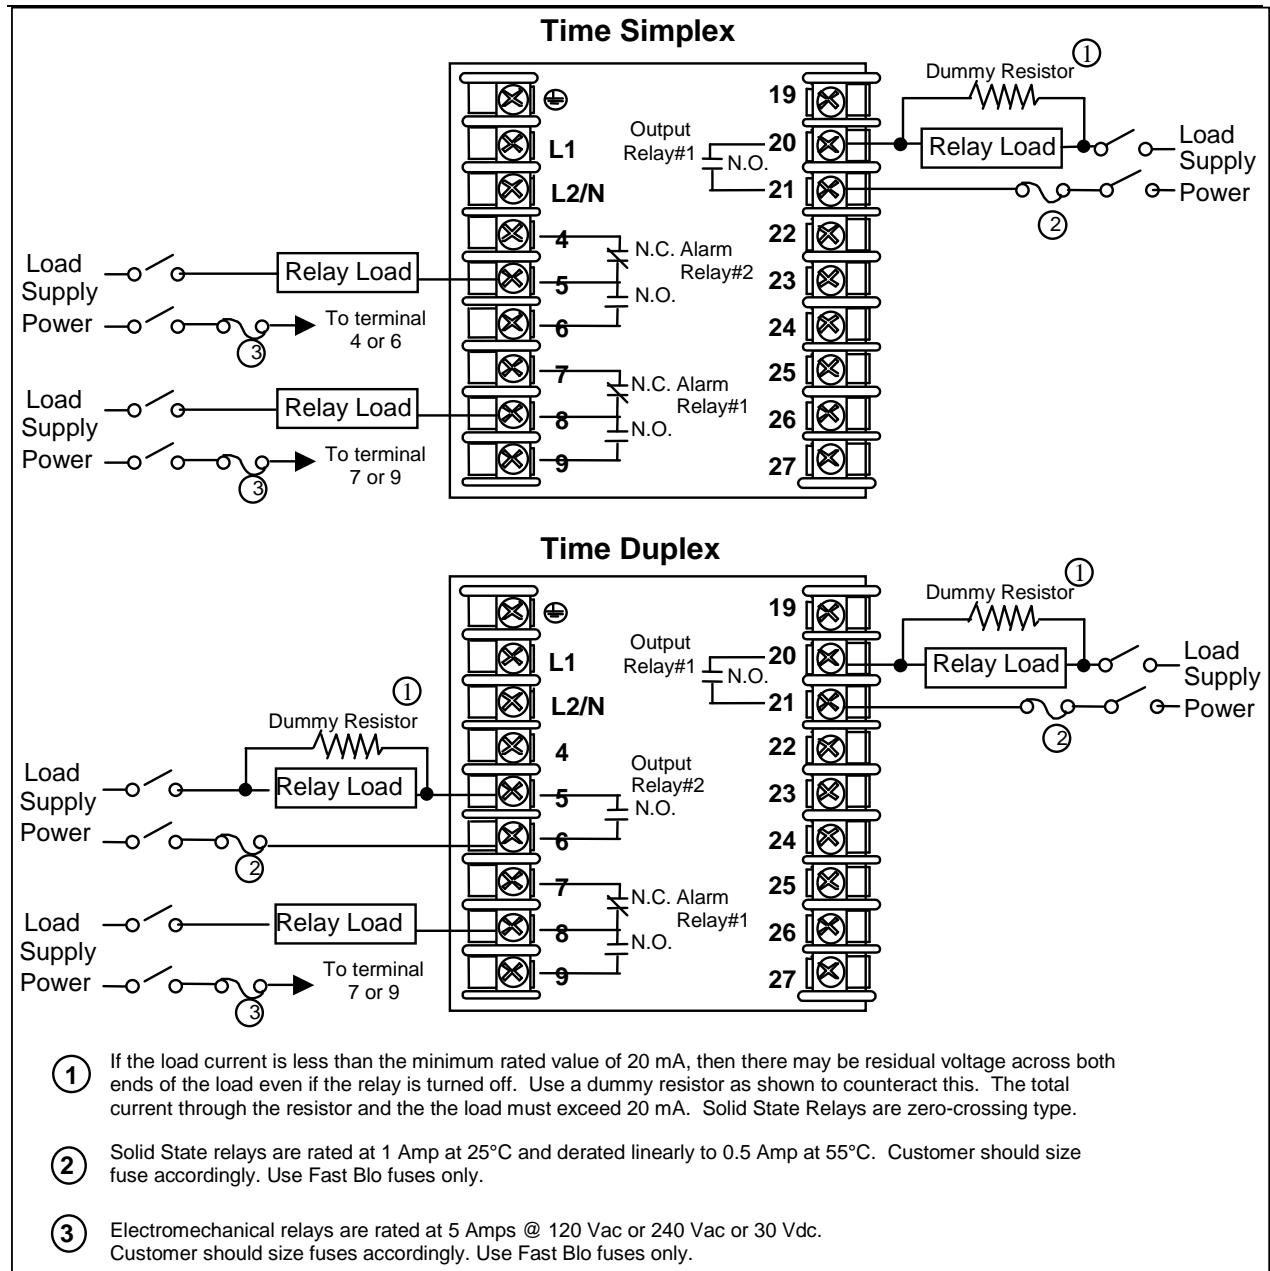 Time Simplex
Dummy Resistor 1
19
Output
Relay#1
N.O.
L1
20
Relay Load
Load
Supply
Power
L2/N
21
2
4
N.C. Alarm
Relay#2
22
Load
Supply
Power
Relay Load
5
N.O.
23
To terminal
4 or 6
3
6
24
7
N.C. Alarm
Relay#1
25
Load
Supply
Power
Relay Load
8
N.O.
26
To terminal
7 or 9
3
9
27
Time Duplex
Dummy Resistor 1
19
Output
Relay#1
N.O.
L1
20
Relay Load
Load
Supply
Power
L2/N
21
2
1
Dummy Resistor
4
22
Load
Supply
Power
Relay Load
5
Output
Relay#2
N.O.
23
2
6
24
7
N.C. Alarm
Relay#1
25
Load
Supply
Power
Relay Load
8
N.O.
26
To terminal
7 or 9
3
9
27
1 If the load current is less than the minimum rated value of 20 mA, then there may be residual voltage across both
ends of the load even if the relay is turned off. Use a dummy resistor as shown to counteract this. The total
current through the resistor and the the load must exceed 20 mA. Solid State Relays are zero-crossing type.
2 Solid State relays are rated at 1 Amp at 25°C and derated linearly to 0.5 Amp at 55°C. Customer should size
fuse accordingly. Use Fast Blo fuses only.
3 Electromechanical relays are rated at 5 Amps @ 120 Vac or 240 Vac or 30 Vdc.
Customer should size fuses accordingly. Use Fast Blo fuses only.